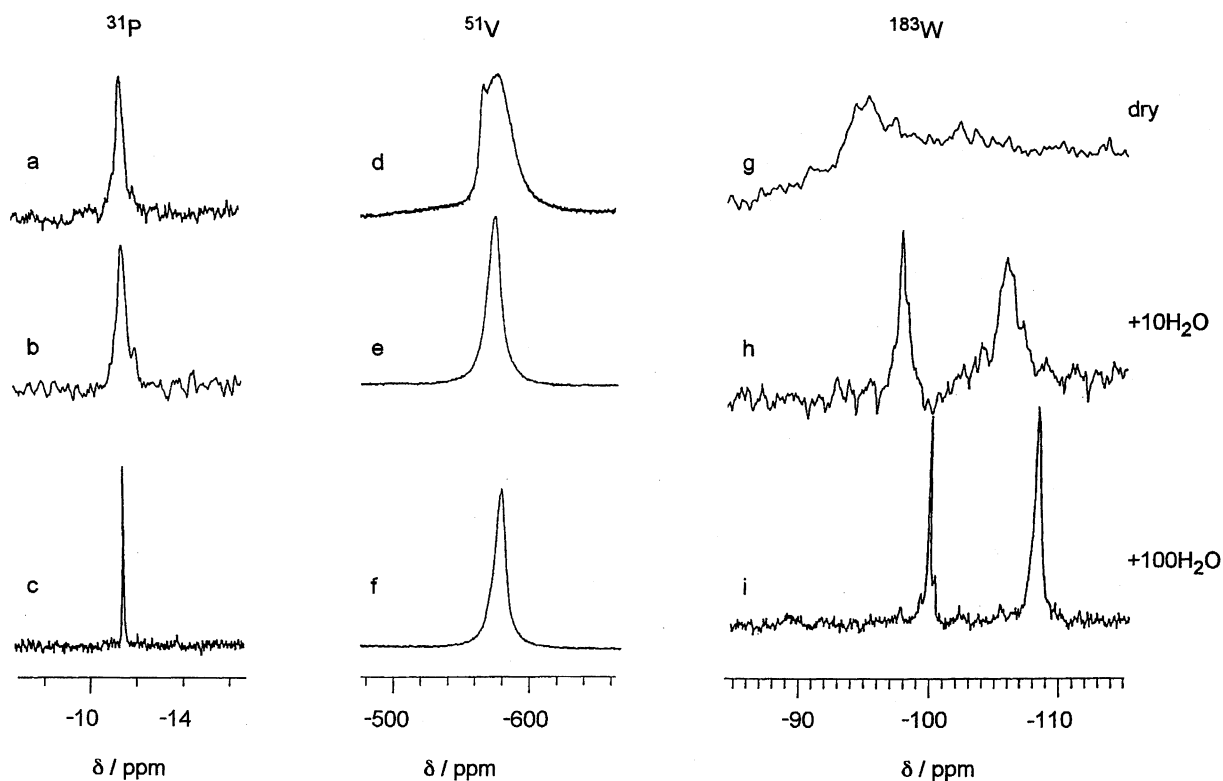 ³¹P ⁵¹V ¹⁸³W
a d g dry
b e h +10H₂O
c f i +100H₂O
-10 -14 -500 -600 -90 -100 -110
δ / ppm δ / ppm δ / ppm